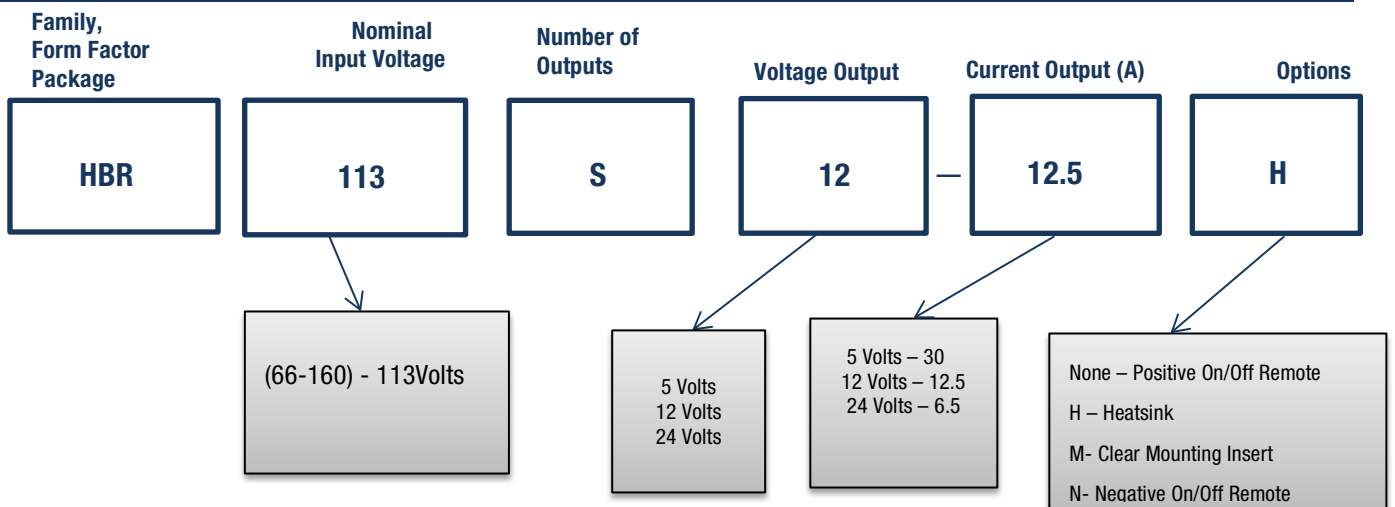 Family,
Form Factor
Package
Nominal
Input Voltage
Number of
Outputs
Voltage Output
Current Output (A)
Options
HBR
113
S
12
—
12.5
H
(66-160) - 113Volts
5 Volts
12 Volts
24 Volts
5 Volts – 30
12 Volts – 12.5
24 Volts – 6.5
None – Positive On/Off Remote
H – Heatsink
M- Clear Mounting Insert
N- Negative On/Off Remote